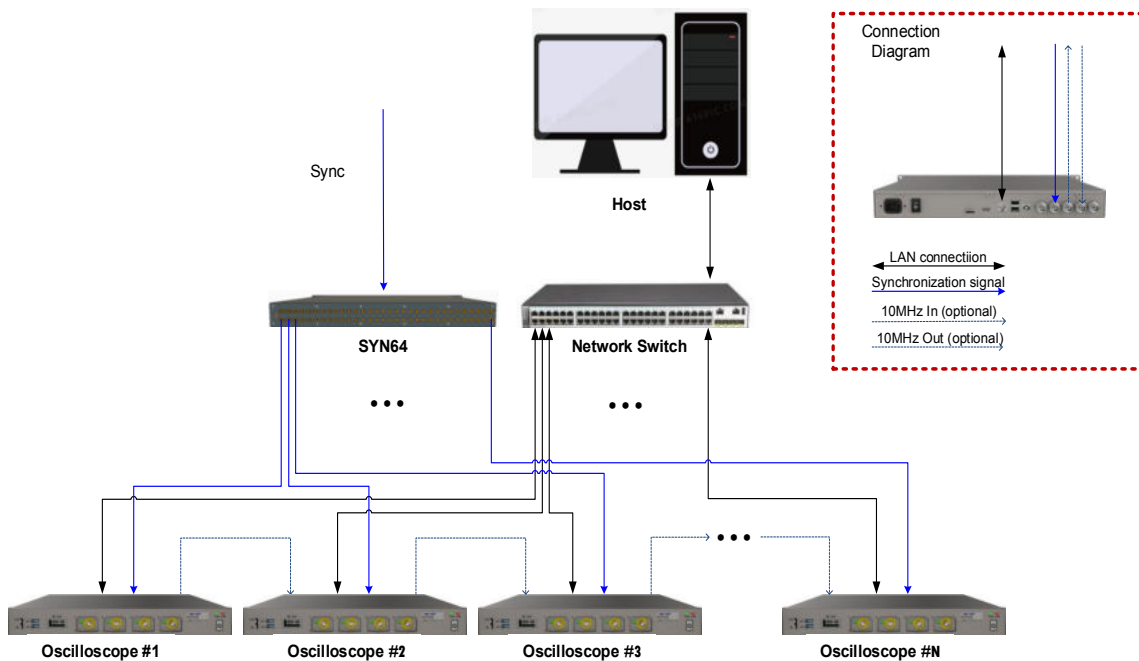 Connection
Diagram
Sync
Host
LAN connectiion
Synchronization signal
10MHz In (optional)
10MHz Out (optional)
SYN64
Network Switch
Oscilloscope #1
Oscilloscope #2
Oscilloscope #3
Oscilloscope #N